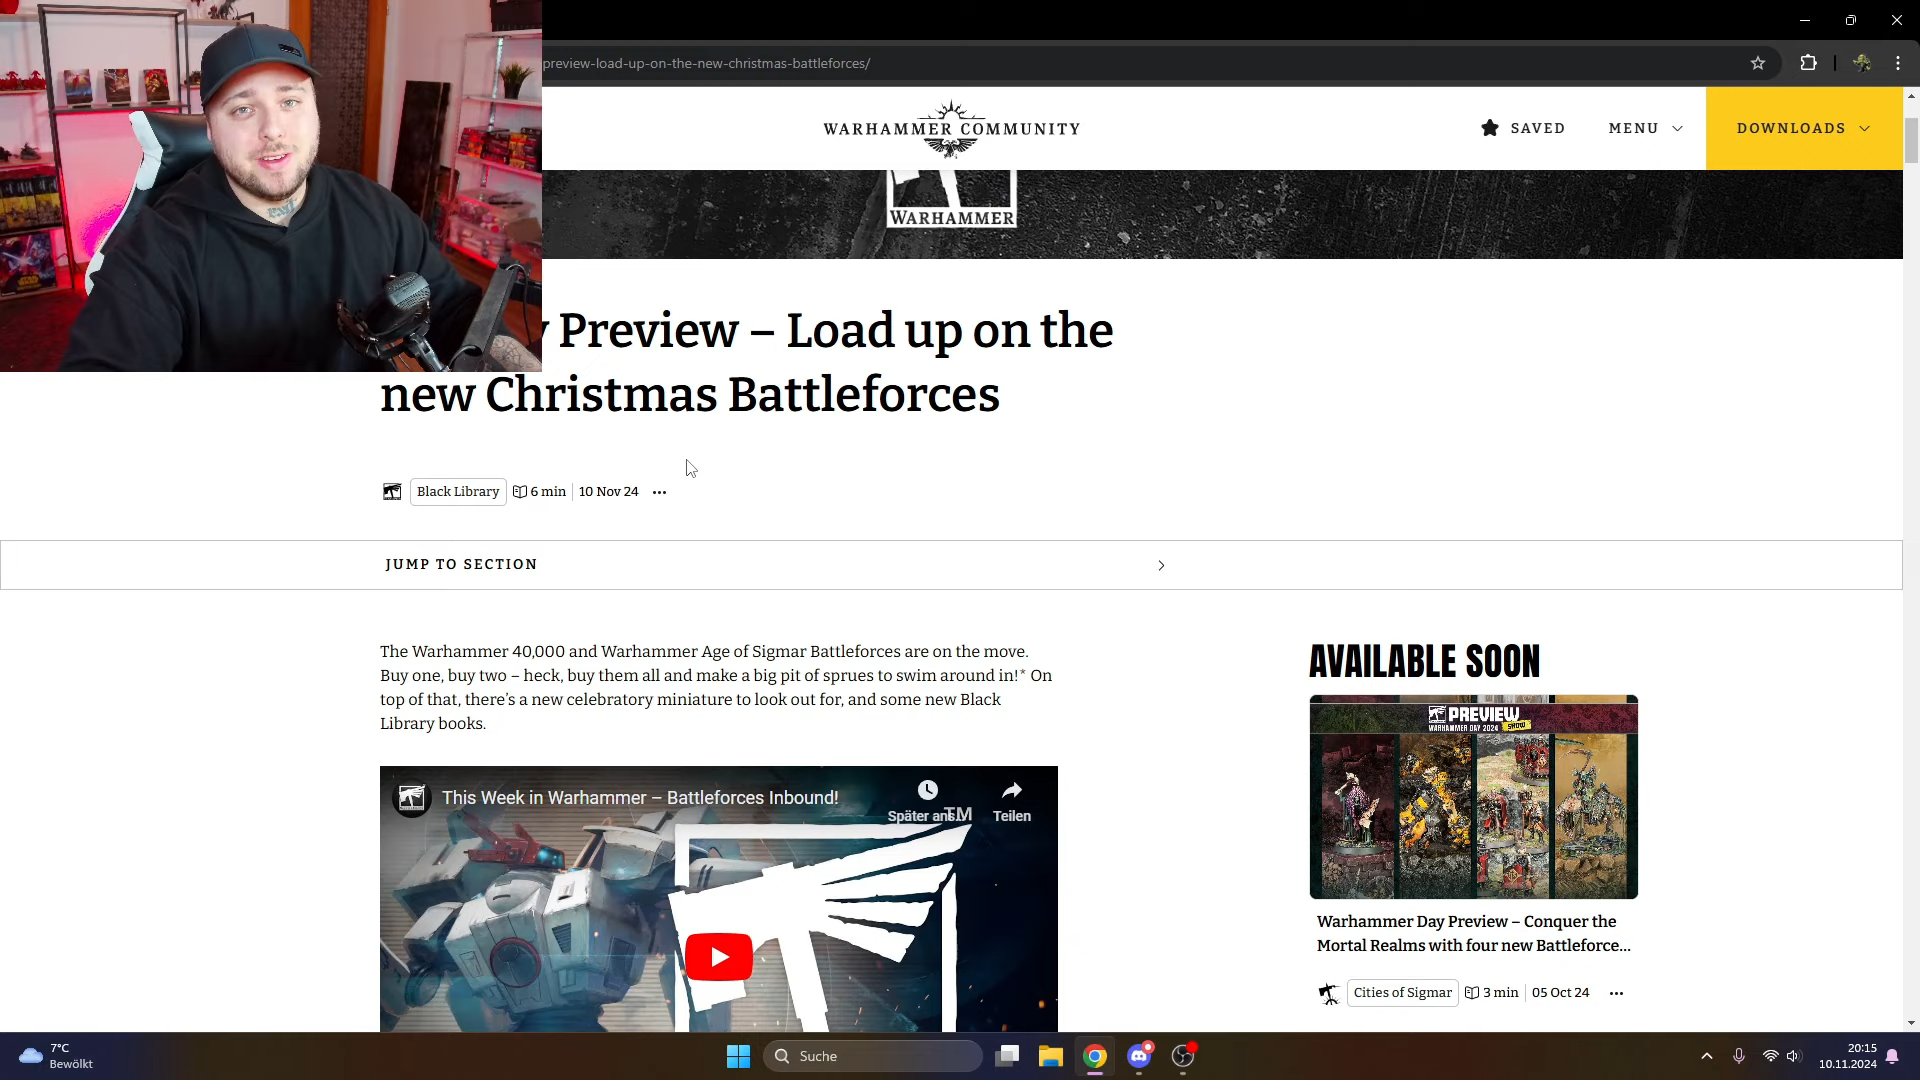 preview-load-up-on-the-new-christmas-battleforces/
WARHAMMER COMMUNITY
SAVED
MENU
DOWNLOADS
WARHAMMER
Preview – Load up on the
new Christmas Battleforces
Black Library
6 min
10 Nov 24
JUMP TO SECTION
The Warhammer 40,000 and Warhammer Age of Sigmar Battleforces are on the move.
Buy one, buy two – heck, buy them all and make a big pit of sprues to swim around in!* On
top of that, there's a new celebratory miniature to look out for, and some new Black
Library books.
This Week in Warhammer – Battleforces Inbound!
Später ans...
TM
Teilen
AVAILABLE SOON
PREVIEW
WARHAMMER DAY 2024
SHOW
Warhammer Day Preview – Conquer the
Mortal Realms with four new Battleforce...
Cities of Sigmar
3 min
05 Oct 24
7°C
Bewölkt
Suche
20:15
10.11.2024